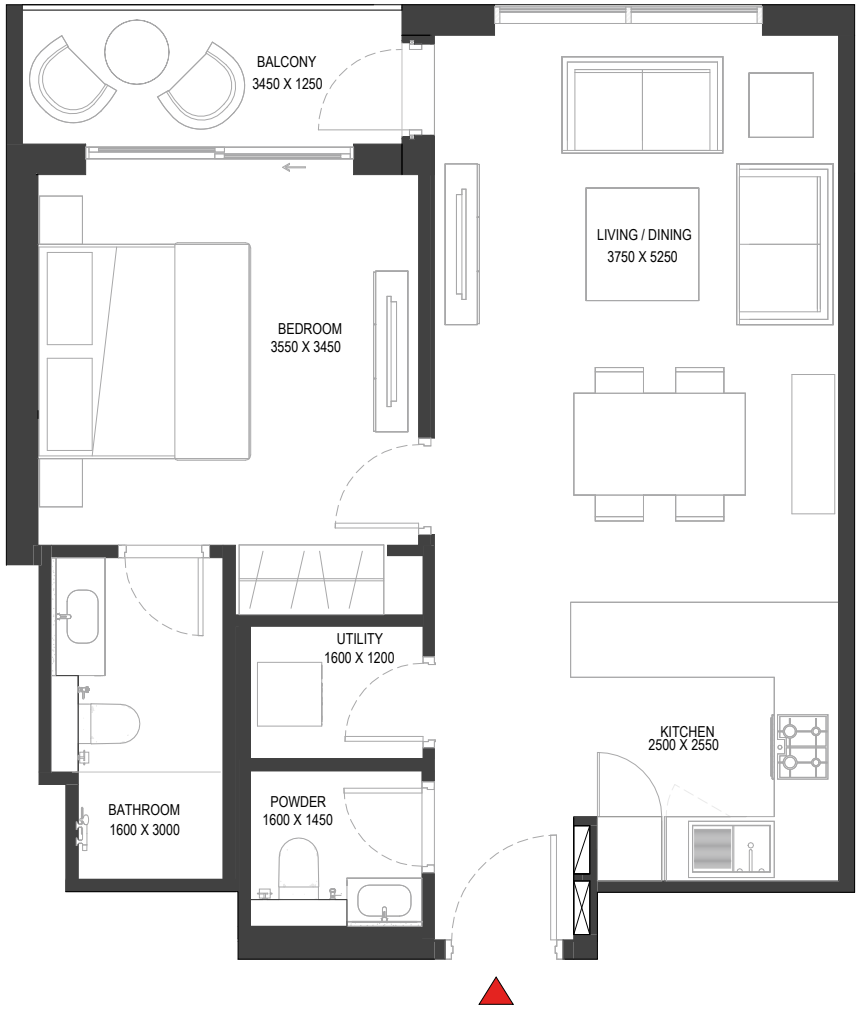 BALCONY
3450 X 1250
LIVING / DINING
3750 X 5250
BEDROOM
3550 X 3450
UTILITY
1600 X 1200
KITCHEN
2500 X 2550
POWDER
1600 X 1450
BATHROOM
1600 X 3000